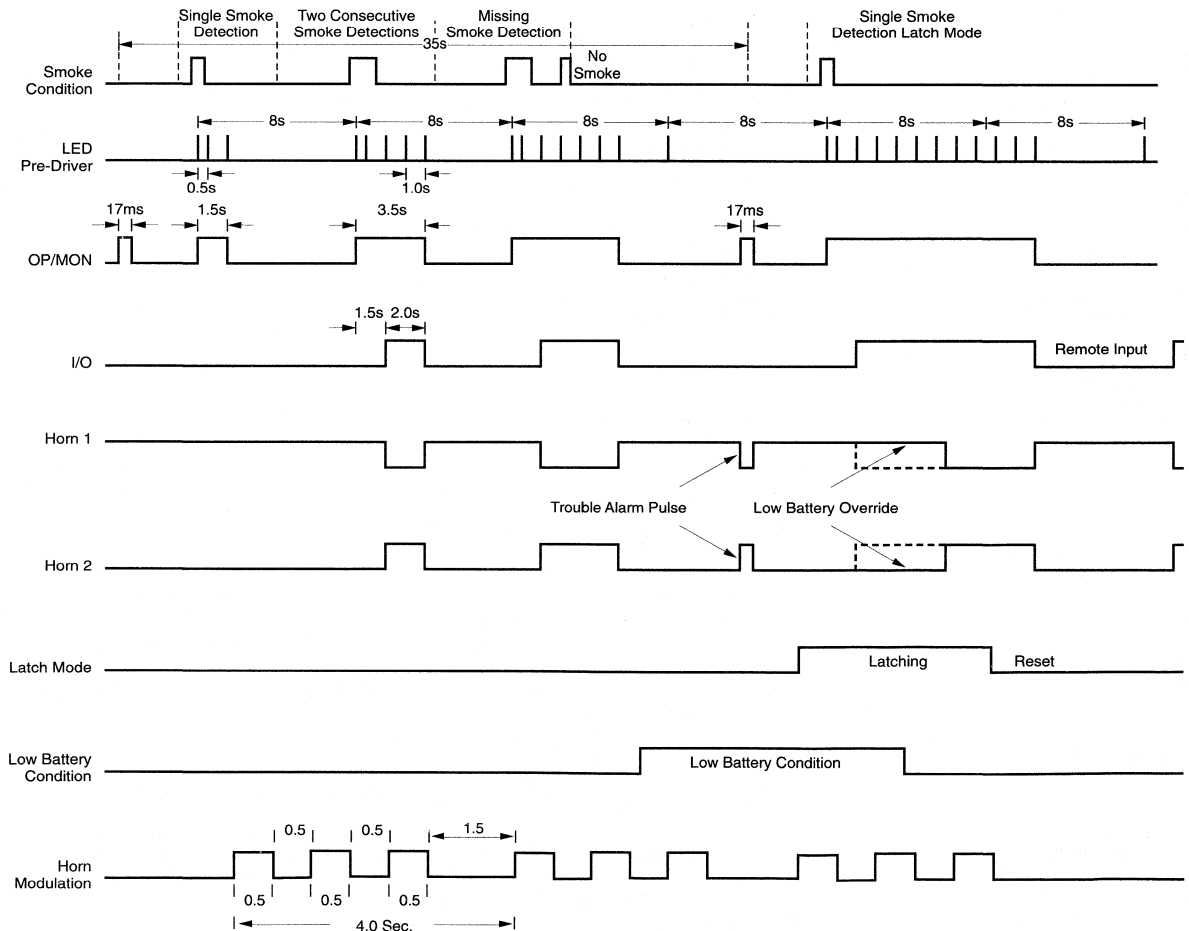 Single Smoke
Detection
Two Consecutive
Smoke Detections
Missing
Smoke Detection
Single Smoke
Detection Latch Mode
35s
No
Smoke
Smoke
Condition
8s
8s
8s
8s
8s
8s
LED
Pre-Driver
0.5s
1.0s
17ms
1.5s
3.5s
17ms
OP/MON
1.5s
2.0s
I/O
Remote Input
Horn 1
Trouble Alarm Pulse
Low Battery Override
Horn 2
Latch Mode
Latching
Reset
Low Battery
Condition
Low Battery Condition
0.5
0.5
1.5
Horn
Modulation
0.5
0.5
0.5
4.0 Sec.